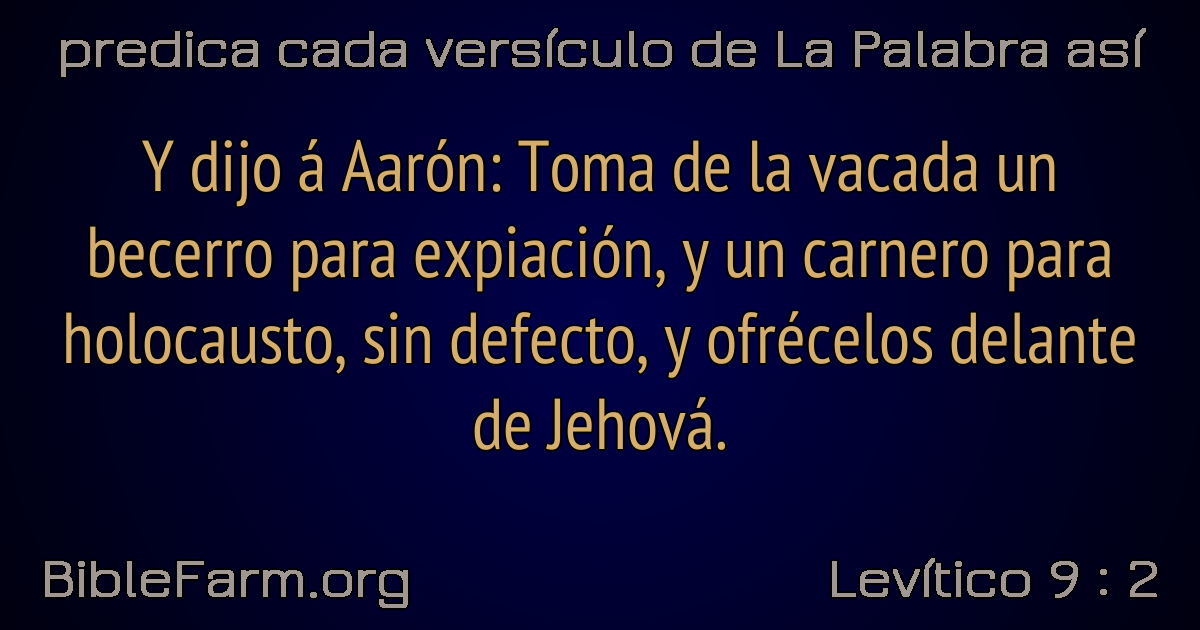 predica cada versículo de La Palabra así
Y dijo á Aarón: Toma de la vacada un
becerro para expiación, y un carnero para
holocausto, sin defecto, y ofrécelos delante
de Jehová.
BibleFarm.org
Levítico 9 : 2